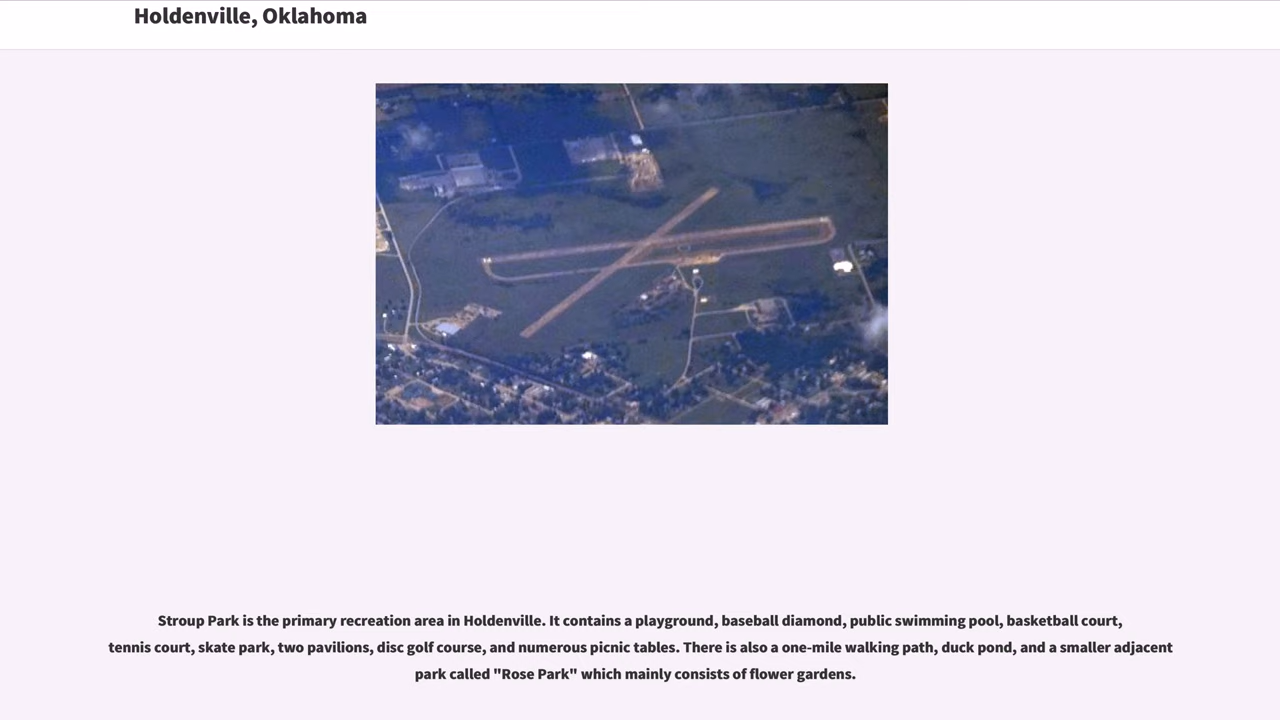 Holdenville, Oklahoma
Stroup Park is the primary recreation area in Holdenville. It contains a playground, baseball diamond, public swimming pool, basketball court,
tennis court, skate park, two pavilions, disc golf course, and numerous picnic tables. There is also a one-mile walking path, duck pond, and a smaller adjacent
park called "Rose Park" which mainly consists of flower gardens.